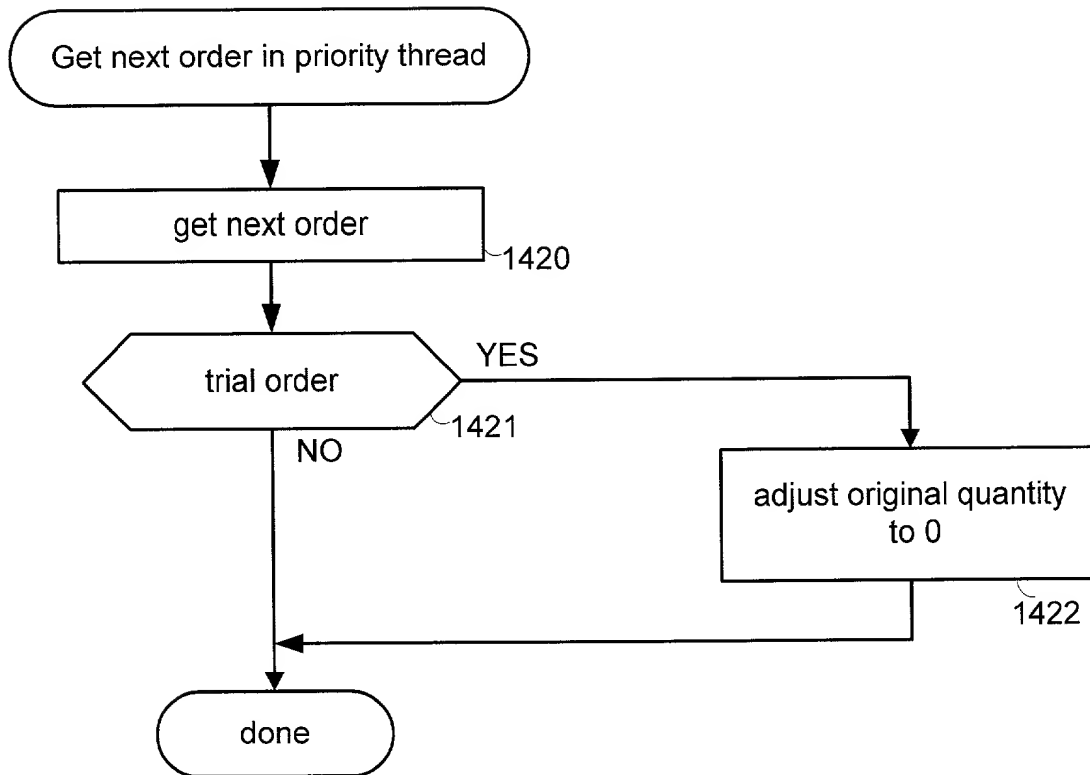 Get next order in priority thread
get next order
1420
trial order
YES
1421
NO
adjust original quantity
to 0
1422
done